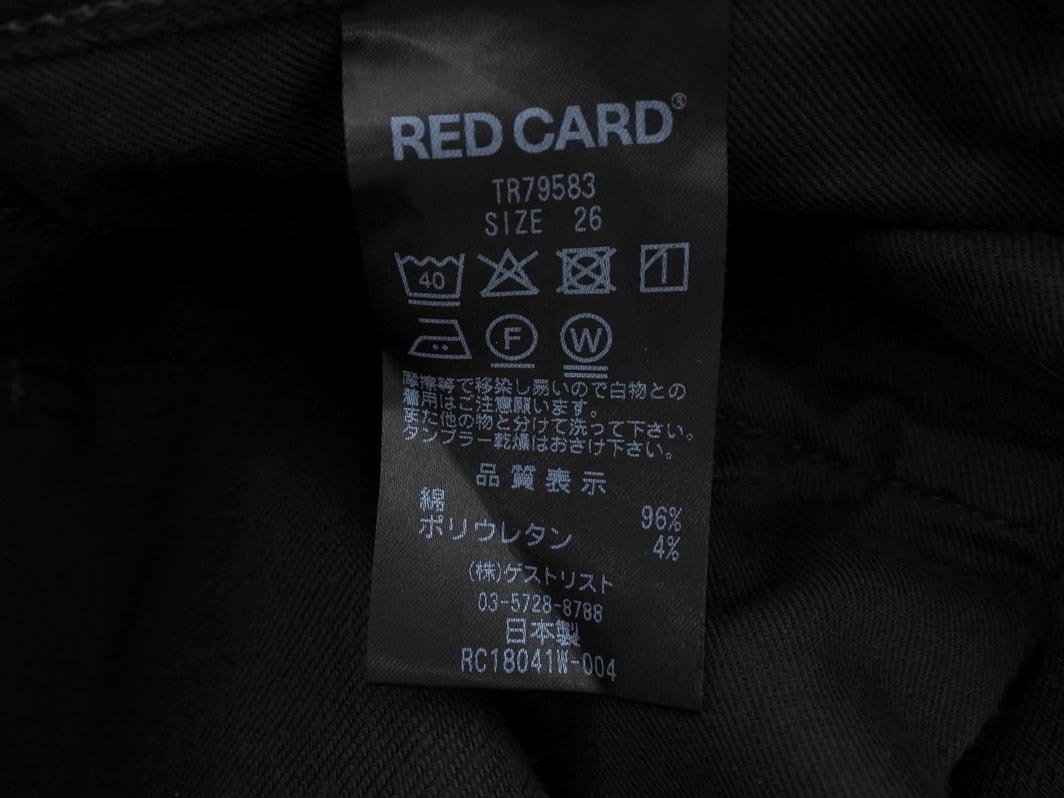 RED CARD®
TR79583
SIZE 26
40
F W
摩擦等で移染し易いので白物との
着用はご注意願います。
また他の物と分けて洗って下さい。
タンブラー乾燥はおさけ下さい。
品質表示
綿 96%
ポリウレタン 4%
(株)ゲストリスト
03-5728-8788
日本製
RC18041W-004